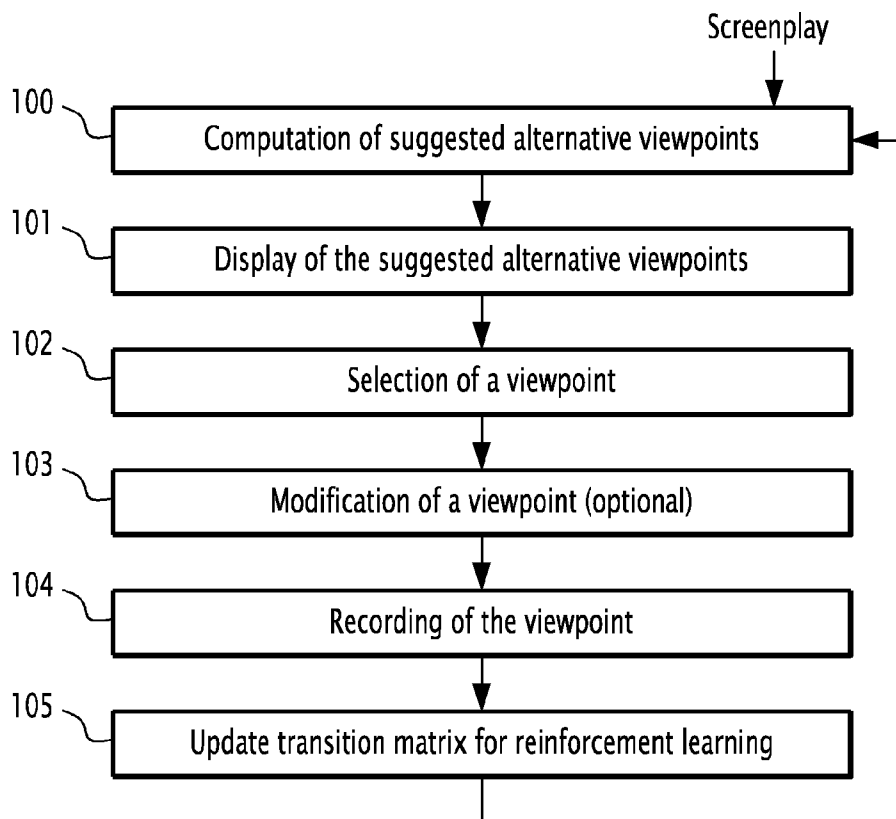 Screenplay
100
Computation of suggested alternative viewpoints
101
Display of the suggested alternative viewpoints
102
Selection of a viewpoint
103
Modification of a viewpoint (optional)
104
Recording of the viewpoint
105
Update transition matrix for reinforcement learning